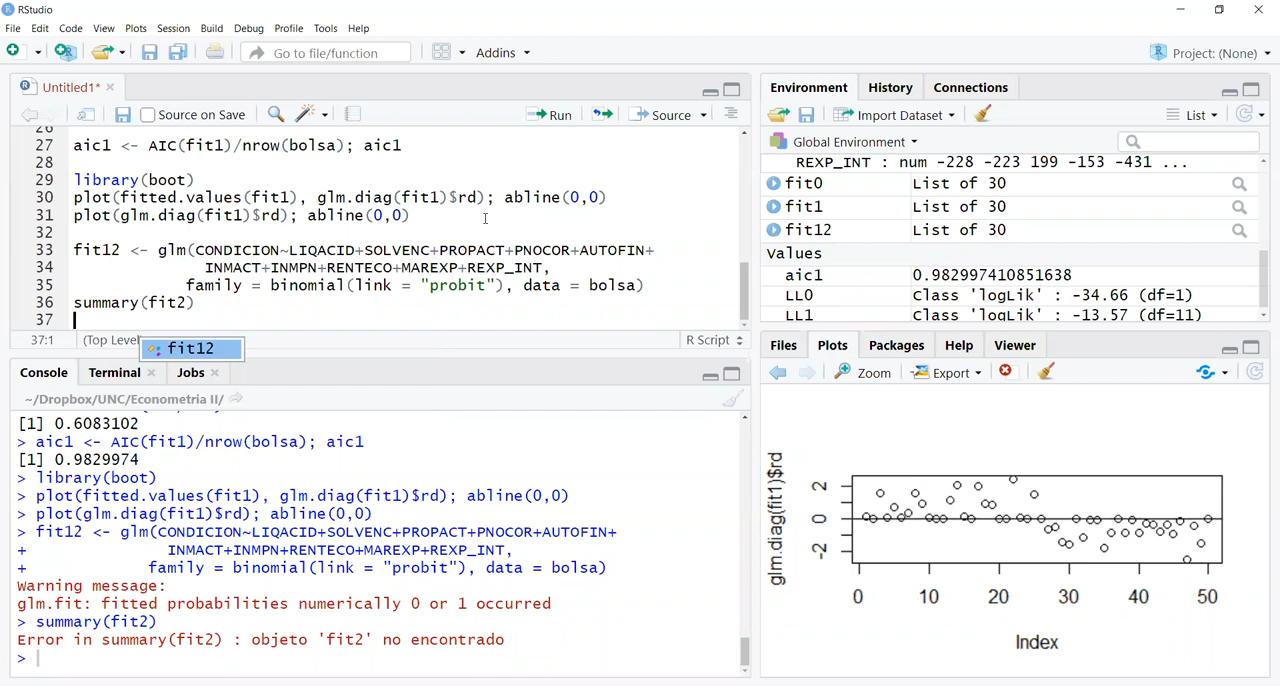 RStudio
File Edit Code View Plots Session Build Debug Profile Tools Help
Go to file/function Addins Project: (None)
Untitled1*
Source on Save Run Source
26
27 aic1 <- AIC(fit1)/nrow(bolsa); aic1
28
29 library(boot)
30 plot(fitted.values(fit1), glm.diag(fit1)$rd); abline(0,0)
31 plot(glm.diag(fit1)$rd); abline(0,0)
32
33 fit12 <- glm(CONDICION~LIQACID+SOLVENC+PROPACT+PNOCOR+AUTOFIN+
34 INMACT+INMPN+RENTECO+MAREXP+REXP_INT,
35 family = binomial(link = "probit"), data = bolsa)
36 summary(fit2)
37
37:1 (Top Level R Script
fit12
Console Terminal Jobs
~/Dropbox/UNC/Econometria II/
[1] 0.6083102
> aic1 <- AIC(fit1)/nrow(bolsa); aic1
[1] 0.9829974
> library(boot)
> plot(fitted.values(fit1), glm.diag(fit1)$rd); abline(0,0)
> plot(glm.diag(fit1)$rd); abline(0,0)
> fit12 <- glm(CONDICION~LIQACID+SOLVENC+PROPACT+PNOCOR+AUTOFIN+
+ INMACT+INMPN+RENTECO+MAREXP+REXP_INT,
+ family = binomial(link = "probit"), data = bolsa)
Warning message:
glm.fit: fitted probabilities numerically 0 or 1 occurred
> summary(fit2)
Error in summary(fit2) : objeto 'fit2' no encontrado
>
Environment History Connections
Import Dataset List
Global Environment
REXP_INT : num -228 -223 199 -153 -431 ...
fit0 List of 30
fit1 List of 30
fit12 List of 30
Values
aic1 0.982997410851638
LL0 Class 'logLik' : -34.66 (df=1)
LL1 Class 'logLik' : -13.57 (df=11)
Files Plots Packages Help Viewer
Zoom Export
glm.diag(fit1)$rd
2
0
-2
0 10 20 30 40 50
Index